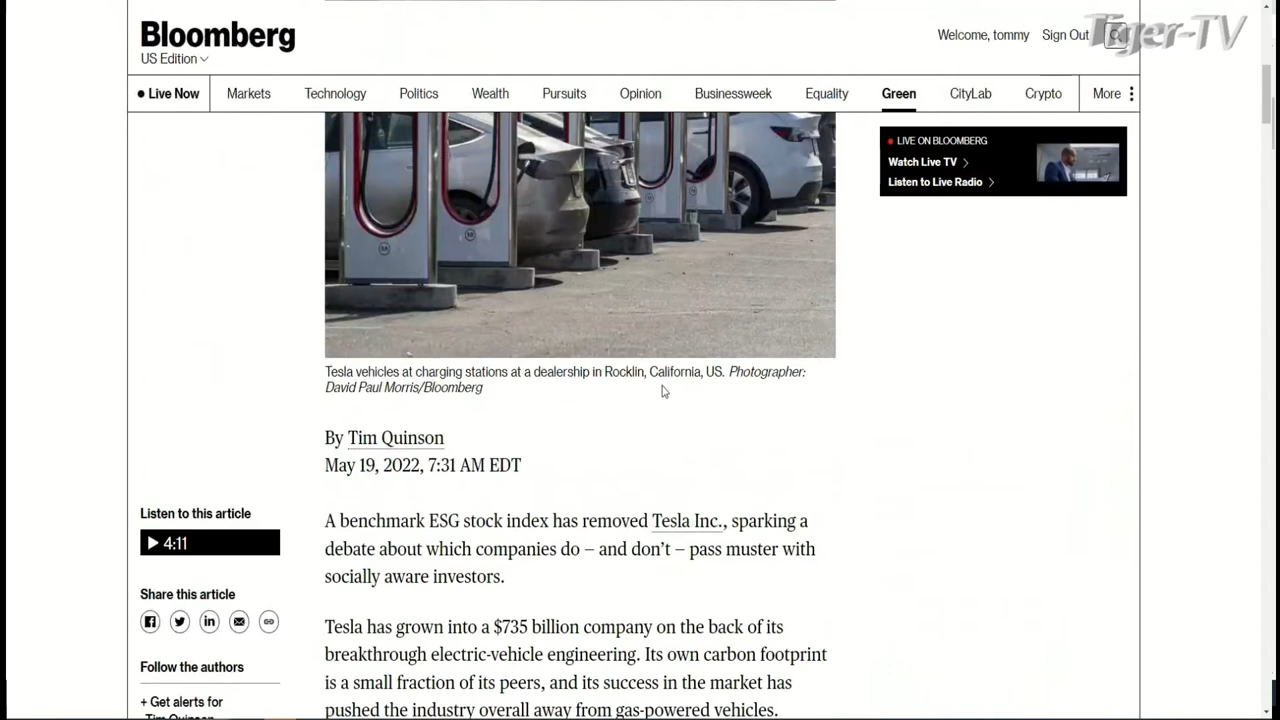 Bloomberg
US Edition
Welcome, tommy Sign Out
Tiger-TV
Live Now Markets Technology Politics Wealth Pursuits Opinion Businessweek Equality Green CityLab Crypto More
LIVE ON BLOOMBERG
Watch Live TV
Listen to Live Radio
Tesla vehicles at charging stations at a dealership in Rocklin, California, US. Photographer:
David Paul Morris/Bloomberg
By Tim Quinson
May 19, 2022, 7:31 AM EDT
Listen to this article
4:11
Share this article
Follow the authors
+ Get alerts for
Tim Quinson
A benchmark ESG stock index has removed Tesla Inc., sparking a
debate about which companies do – and don't – pass muster with
socially aware investors.
Tesla has grown into a $735 billion company on the back of its
breakthrough electric-vehicle engineering. Its own carbon footprint
is a small fraction of its peers, and its success in the market has
pushed the industry overall away from gas-powered vehicles.